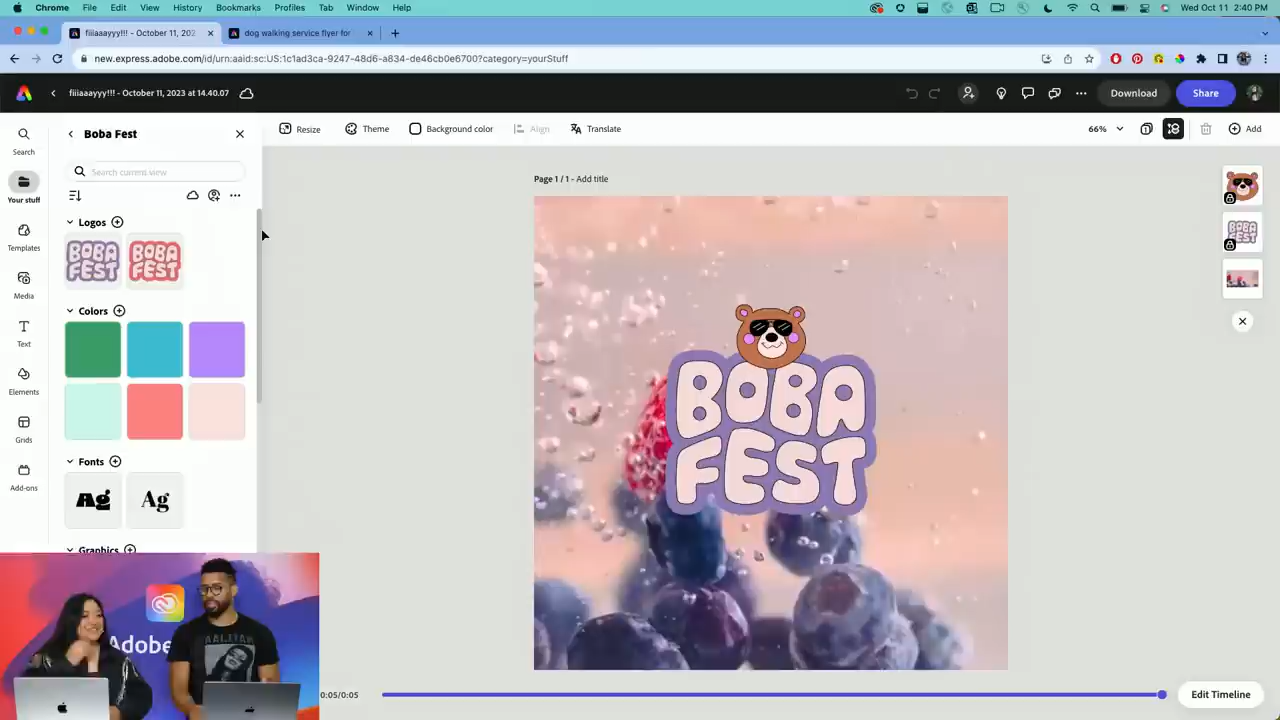 Chrome File Edit View History Bookmarks Profiles Tab Window Help
Wed Oct 11 2:40 PM
fiiiaaayyy!!! - October 11, 202
dog walking service flyer for
new.express.adobe.com/id/urn:aaid:sc:US:1c1ad3ca-9247-48d6-a834-de46cb0e6700?category=yourStuff
fiiiaaayyy!!! - October 11, 2023 at 14.40.07
Download
Share
Boba Fest
Resize
Theme
Background color
Align
Translate
66%
Add
Search
Your stuff
Templates
Media
Text
Elements
Grids
Add-ons
Search current view
Logos
BOBA
FEST
BOBA
FEST
Colors
Fonts
Ag
Ag
Graphics
Page 1 / 1 - Add title
BOBA
FEST
BOBA
FEST
Adobe
AALIYAH
0:05/0:05
Edit Timeline